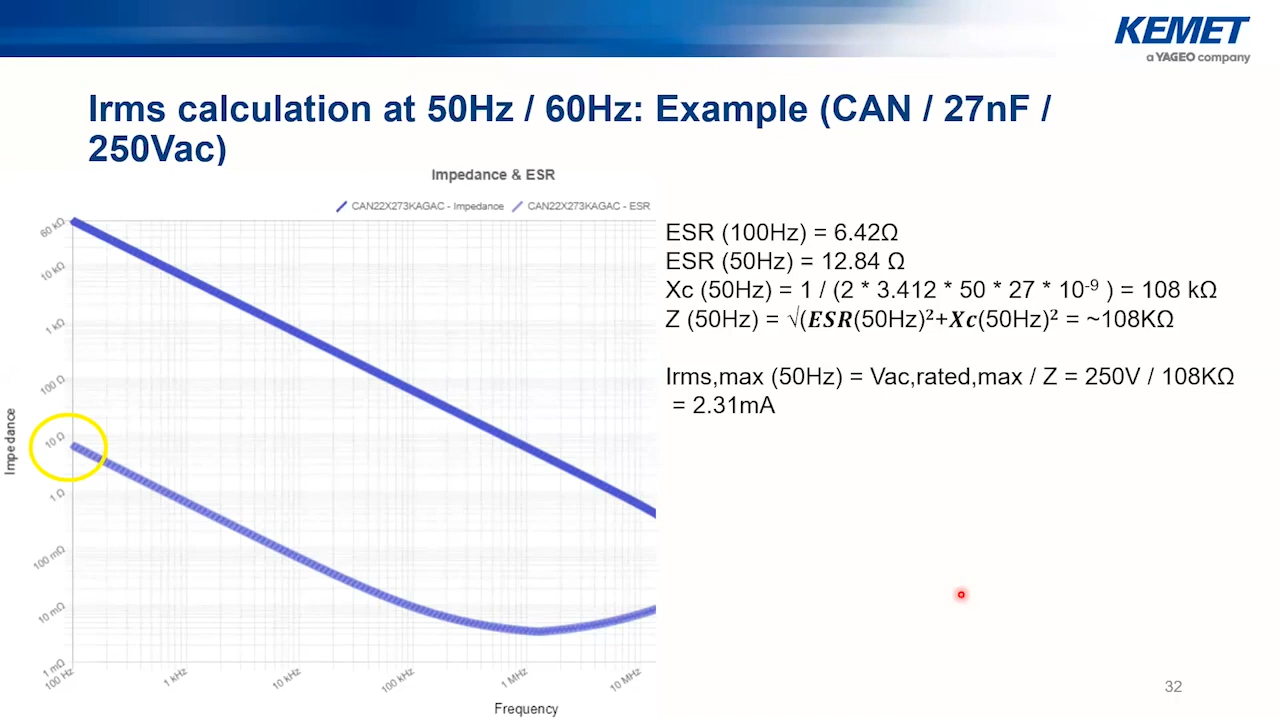 KEMET
a YAGEO company
Irms calculation at 50Hz / 60Hz: Example (CAN / 27nF /
250Vac)
Impedance & ESR
CAN22X273KAGAC - Impedance
CAN22X273KAGAC - ESR
60 kΩ
10 kΩ
1 kΩ
100 Ω
10 Ω
1 Ω
100 mΩ
10 mΩ
1 mΩ
Impedance
100 Hz
1 kHz
10 kHz
100 kHz
1 MHz
10 MHz
Frequency
ESR (100Hz) = 6.42Ω
ESR (50Hz) = 12.84 Ω
Xc (50Hz) = 1 / (2 * 3.412 * 50 * 27 * 10⁻⁹ ) = 108 kΩ
Z (50Hz) = √(ESR(50Hz)²+Xc(50Hz)² = ~108KΩ
Irms,max (50Hz) = Vac,rated,max / Z = 250V / 108KΩ
= 2.31mA
32